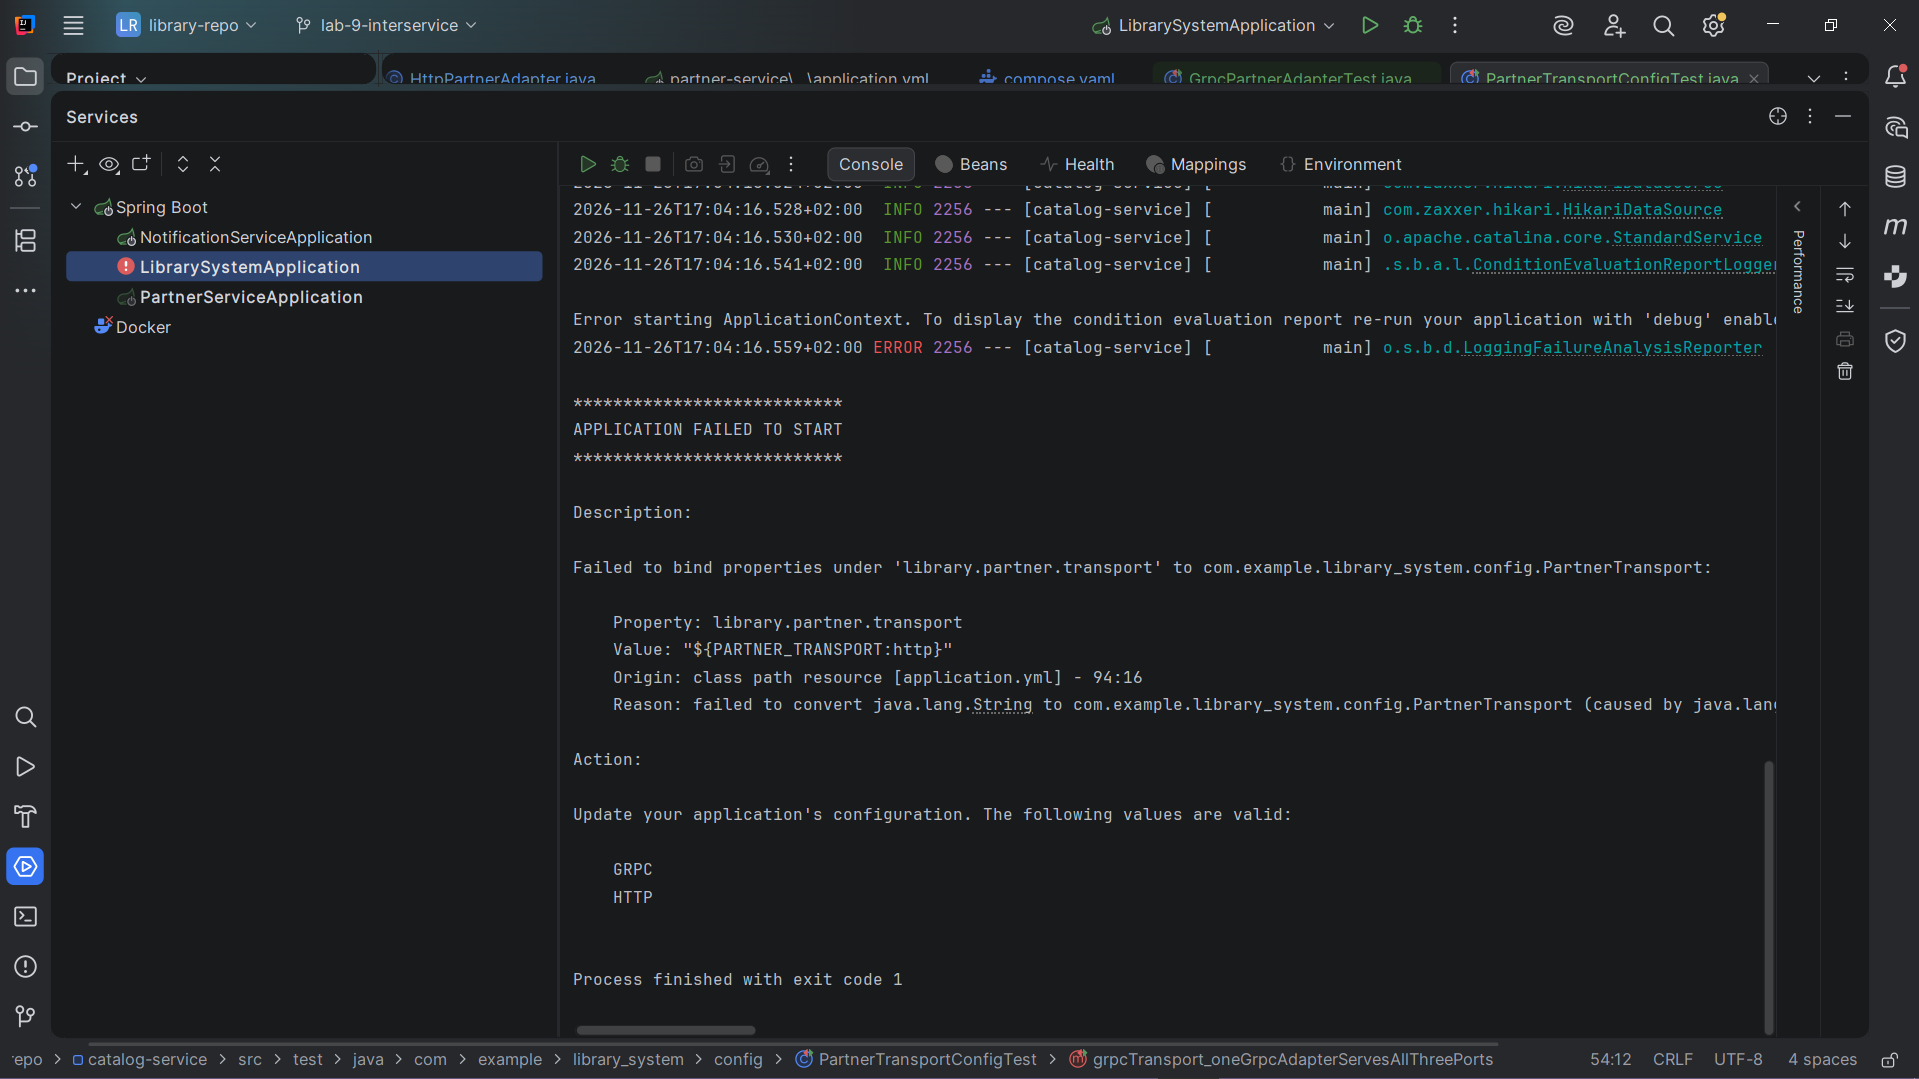 LR library-repo
lab-9-interservice
LibrarySystemApplication
Project
HttpPartnerAdapter.java
partner-service\...\application.yml
compose.yaml
GrpcPartnerAdapterTest.java
PartnerTransportConfigTest.java
Services
Console
Beans
Health
Mappings
Environment
Spring Boot
NotificationServiceApplication
LibrarySystemApplication
PartnerServiceApplication
Docker
2026-11-26T17:04:16.528+02:00 INFO 2256 --- [catalog-service] [ main] com.zaxxer.hikari.HikariDataSource
2026-11-26T17:04:16.530+02:00 INFO 2256 --- [catalog-service] [ main] o.apache.catalina.core.StandardService
2026-11-26T17:04:16.541+02:00 INFO 2256 --- [catalog-service] [ main] .s.b.a.l.ConditionEvaluationReportLogger
Error starting ApplicationContext. To display the condition evaluation report re-run your application with 'debug' enable
2026-11-26T17:04:16.559+02:00 ERROR 2256 --- [catalog-service] [ main] o.s.b.d.LoggingFailureAnalysisReporter
***************************
APPLICATION FAILED TO START
***************************
Description:
Failed to bind properties under 'library.partner.transport' to com.example.library_system.config.PartnerTransport:
Property: library.partner.transport
Value: "${PARTNER_TRANSPORT:http}"
Origin: class path resource [application.yml] - 94:16
Reason: failed to convert java.lang.String to com.example.library_system.config.PartnerTransport (caused by java.lang
Action:
Update your application's configuration. The following values are valid:
GRPC
HTTP
Process finished with exit code 1
Performance
repo > catalog-service > src > test > java > com > example > library_system > config > PartnerTransportConfigTest > grpcTransport_oneGrpcAdapterServesAllThreePorts
54:12
CRLF
UTF-8
4 spaces